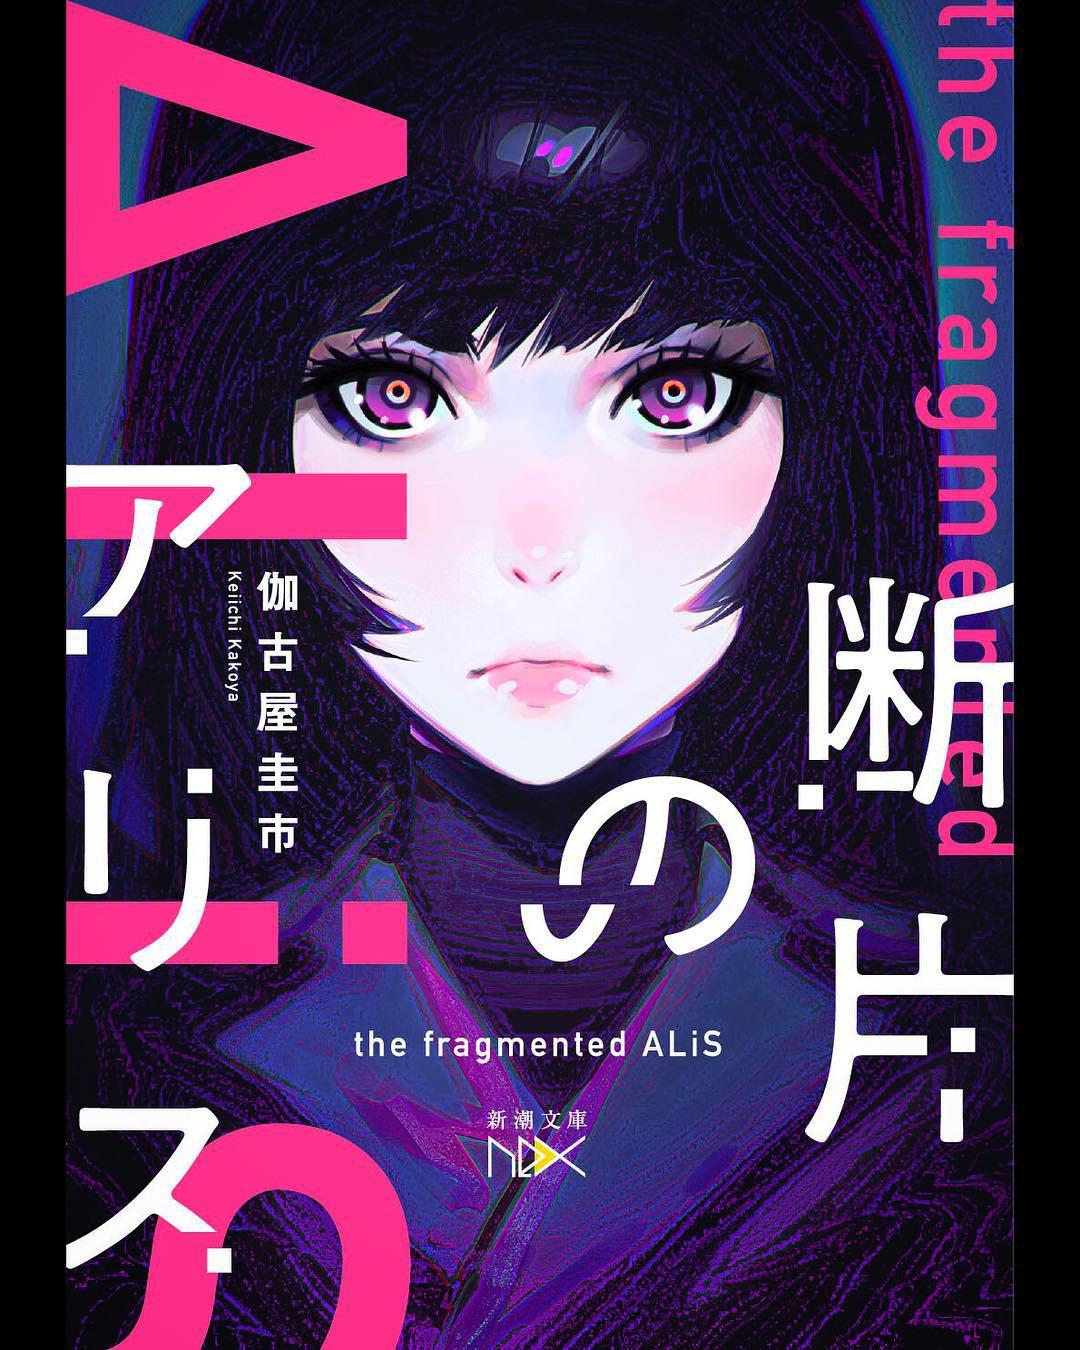 断片の
アリス
the fragmented
ALiS
伽古屋圭市
Keiichi Kakoya
the fragmented ALiS
新潮文庫
nex